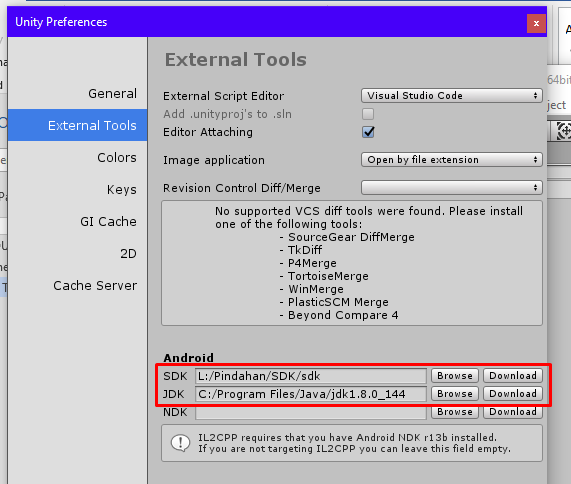 Unity Preferences
x
External Tools
General
External Tools
Colors
Keys
GI Cache
2D
Cache Server
External Script Editor
Visual Studio Code
Add .unityproj's to .sln
Editor Attaching
Image application
Open by file extension
Revision Control Diff/Merge
No supported VCS diff tools were found. Please install
one of the following tools:
- SourceGear DiffMerge
- TkDiff
- P4Merge
- TortoiseMerge
- WinMerge
- PlasticSCM Merge
- Beyond Compare 4
Android
SDK L:/Pindahan/SDK/sdk Browse Download
JDK C:/Program Files/Java/jdk1.8.0_144 Browse Download
NDK Browse Download
IL2CPP requires that you have Android NDK r13b installed.
If you are not targeting IL2CPP you can leave this field empty.
64bit
ject